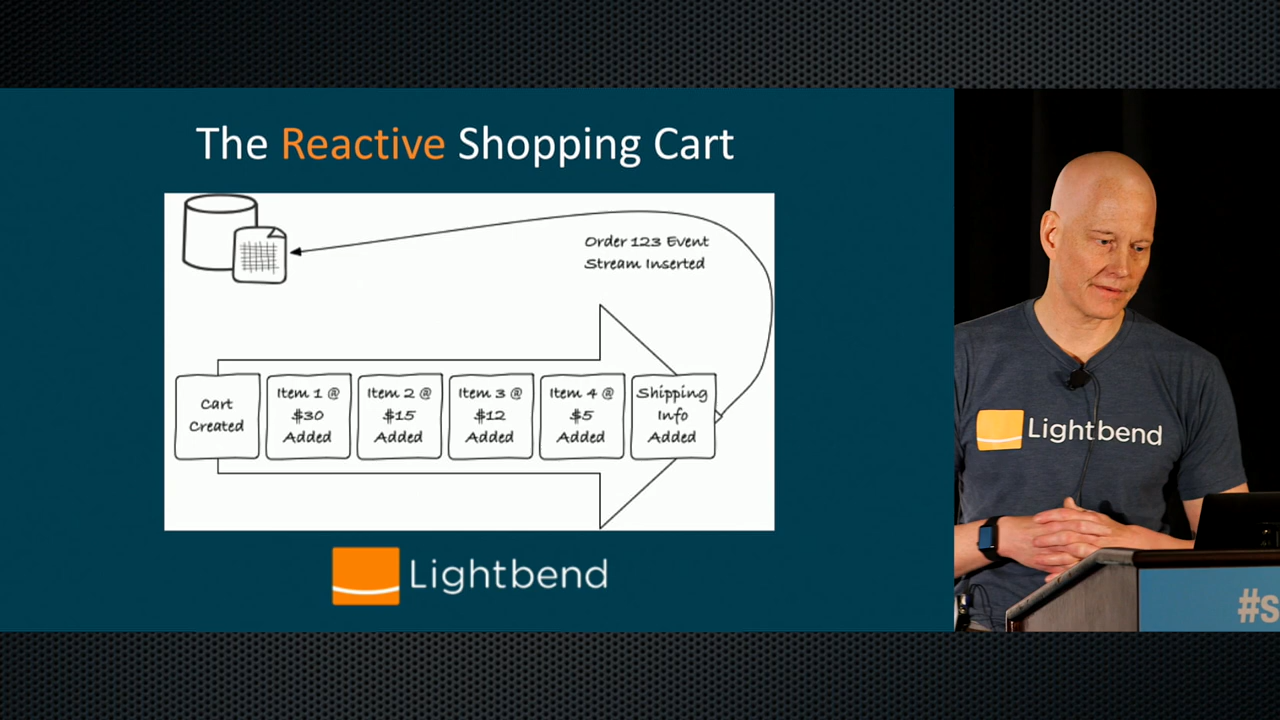 The Reactive Shopping Cart
Order 123 Event
Stream Inserted
Cart
Created
Item 1 @
$30
Added
Item 2 @
$15
Added
Item 3 @
$12
Added
Item 4 @
$5
Added
Shipping
Info
Added
Lightbend
Lightbend
#s